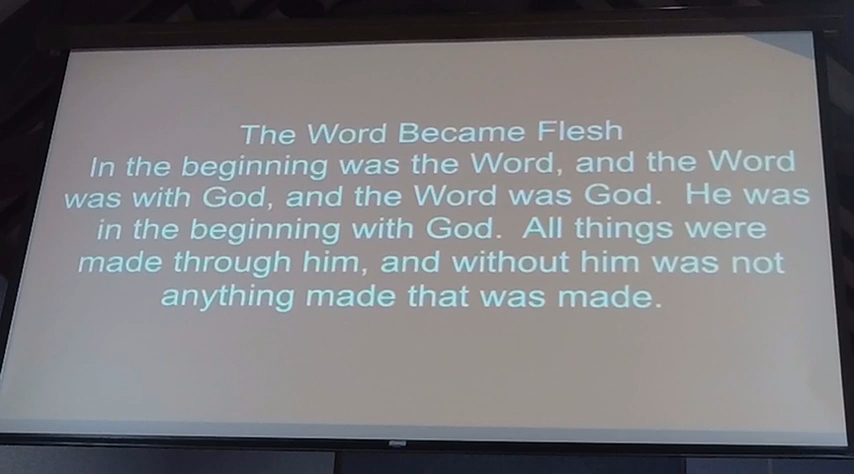 The Word Became Flesh
In the beginning was the Word, and the Word
was with God, and the Word was God.  He was
in the beginning with God.  All things were
made through him, and without him was not
anything made that was made.